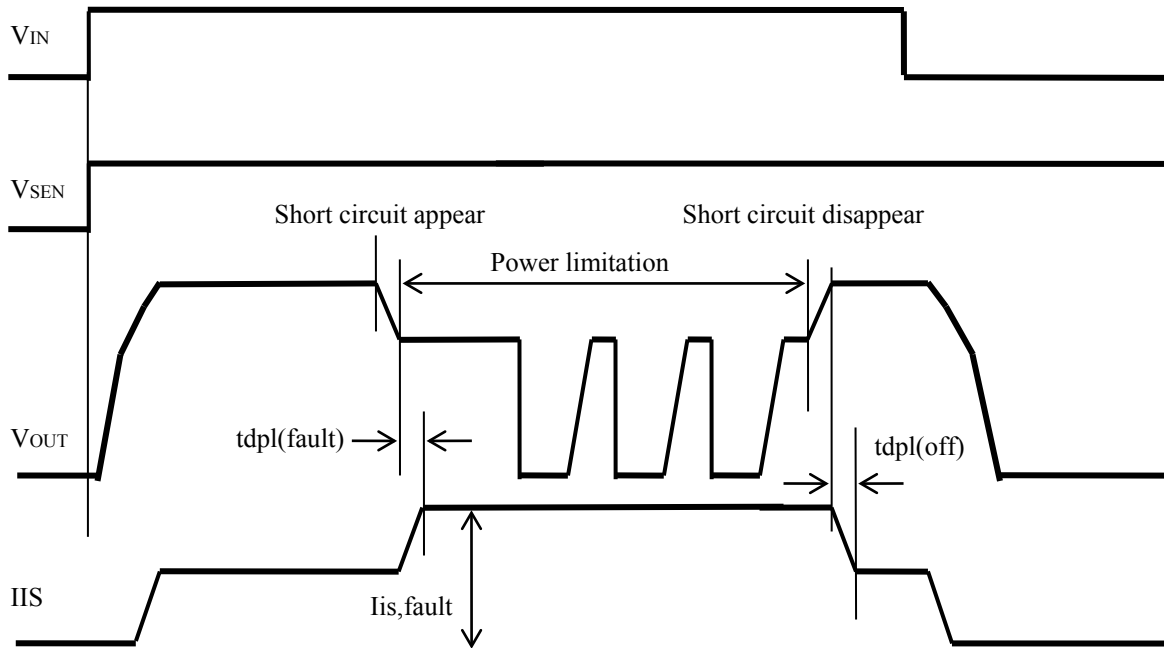 VIN
VSEN
Short circuit appear
Short circuit disappear
Power limitation
VOUT
tdpl(fault)
tdpl(off)
IIS
Iis,fault